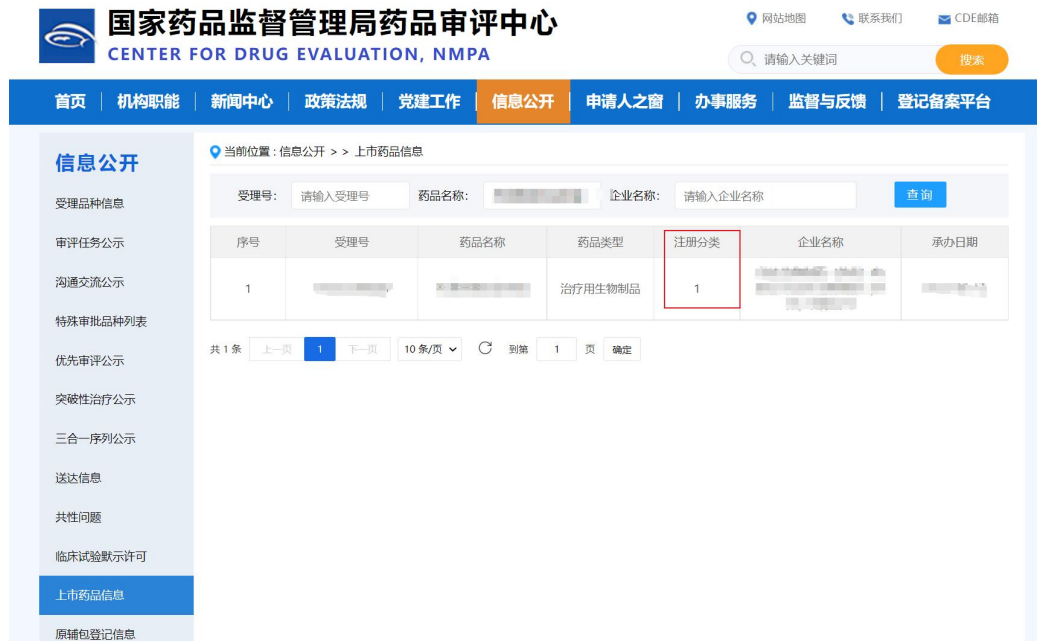 国家药品监督管理局药品审评中心
CENTER FOR DRUG EVALUATION, NMPA
网站地图 联系我们 CDE邮箱
请输入关键词 搜索
首页 机构职能 新闻中心 政策法规 党建工作 信息公开 申请人之窗 办事服务 监督与反馈 登记备案平台
信息公开
受理品种信息
审评任务公示
沟通交流公示
特殊审批品种列表
优先审评公示
突破性治疗公示
三合一序列公示
送达信息
共性问题
临床试验默示许可
上市药品信息
原辅包登记信息
当前位置:信息公开 >> 上市药品信息
受理号: 请输入受理号 药品名称: 企业名称: 请输入企业名称 查询
序号 受理号 药品名称 药品类型 注册分类 企业名称 承办日期
1 治疗用生物制品 1
共1条 上一页 1 下一页 10条/页 到第 1 页 确定